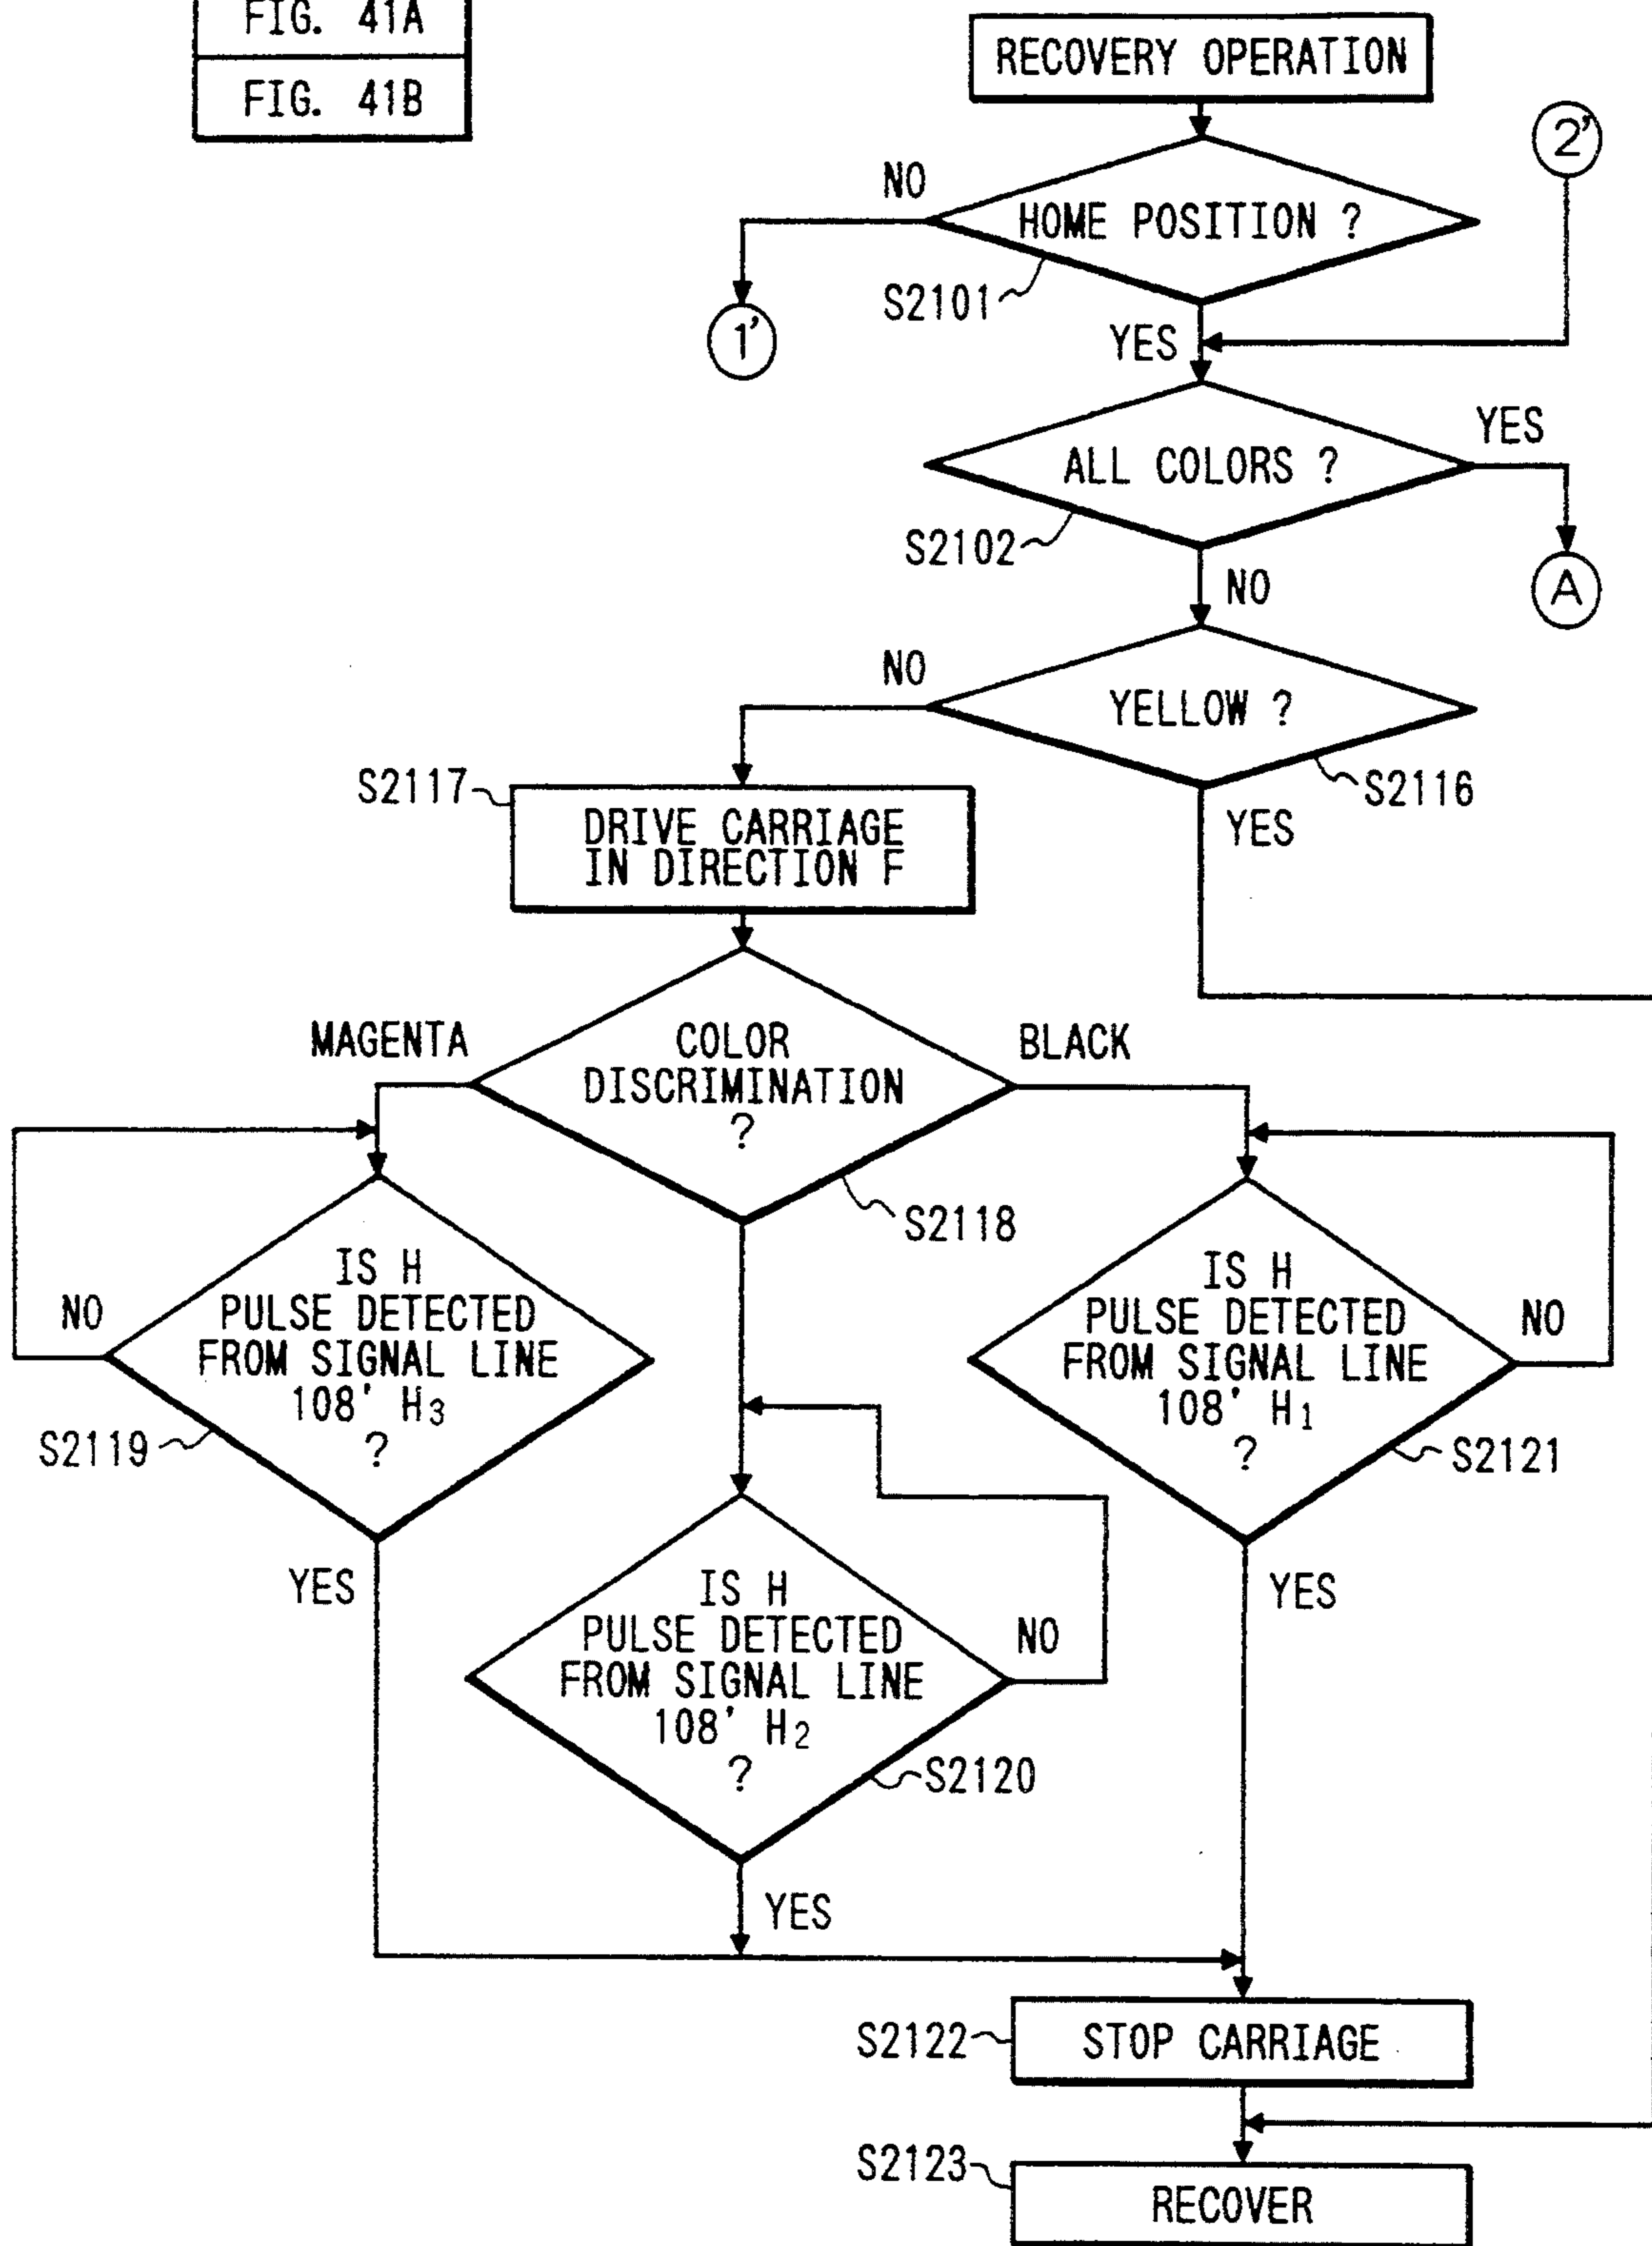 FIG. 41A
FIG. 41B
RECOVERY OPERATION
2'
NO
HOME POSITION ?
S2101
1'
YES
ALL COLORS ?
YES
S2102
A
NO
NO
YELLOW ?
S2116
YES
S2117
DRIVE CARRIAGE
IN DIRECTION F
MAGENTA
COLOR
DISCRIMINATION
?
BLACK
S2118
IS H
PULSE DETECTED
FROM SIGNAL LINE
108' H3
?
NO
S2119
YES
IS H
PULSE DETECTED
FROM SIGNAL LINE
108' H1
?
NO
S2121
YES
IS H
PULSE DETECTED
FROM SIGNAL LINE
108' H2
?
NO
S2120
YES
S2122
STOP CARRIAGE
S2123
RECOVER